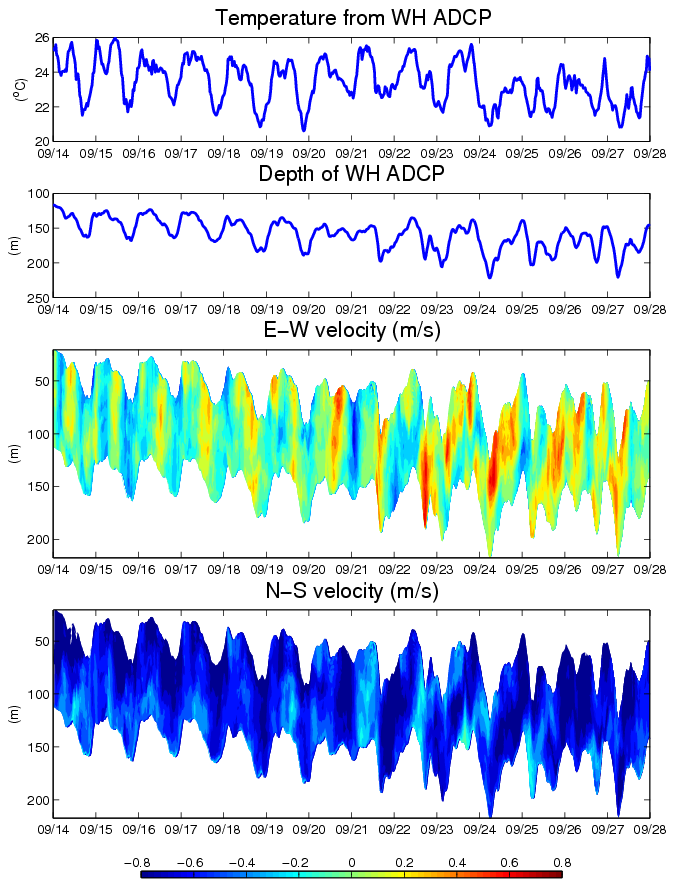 Temperature from WH ADCP
26
24
22
20
(°C)
09/14 09/15 09/16 09/17 09/18 09/19 09/20 09/21 09/22 09/23 09/24 09/25 09/26 09/27 09/28
Depth of WH ADCP
100
150
200
250
(m)
09/14 09/15 09/16 09/17 09/18 09/19 09/20 09/21 09/22 09/23 09/24 09/25 09/26 09/27 09/28
E−W velocity (m/s)
50
100
150
200
(m)
09/14 09/15 09/16 09/17 09/18 09/19 09/20 09/21 09/22 09/23 09/24 09/25 09/26 09/27 09/28
N−S velocity (m/s)
50
100
150
200
(m)
09/14 09/15 09/16 09/17 09/18 09/19 09/20 09/21 09/22 09/23 09/24 09/25 09/26 09/27 09/28
−0.8 −0.6 −0.4 −0.2 0 0.2 0.4 0.6 0.8